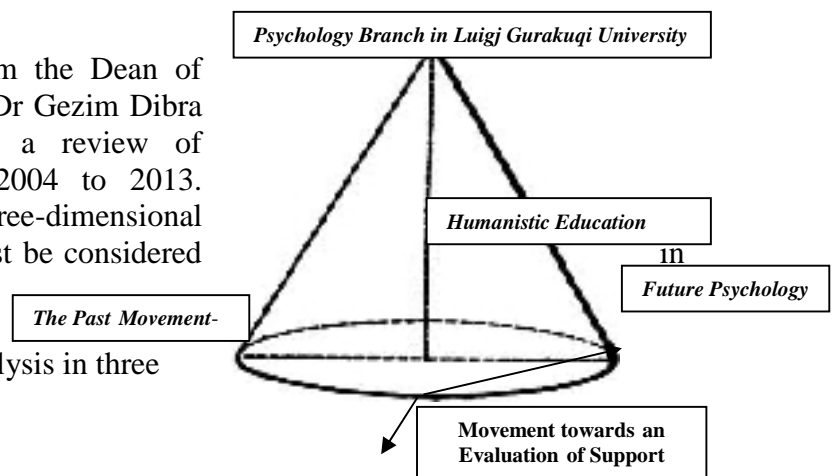 Psychology Branch in Luigj Gurakuqi University
m the Dean of
Dr Gezim Dibra
a review of
2004 to 2013.
ree-dimensional
Humanistic Education
st be considered
in
Future Psychology
The Past Movement-
lysis in three
Movement towards an
Evaluation of Support